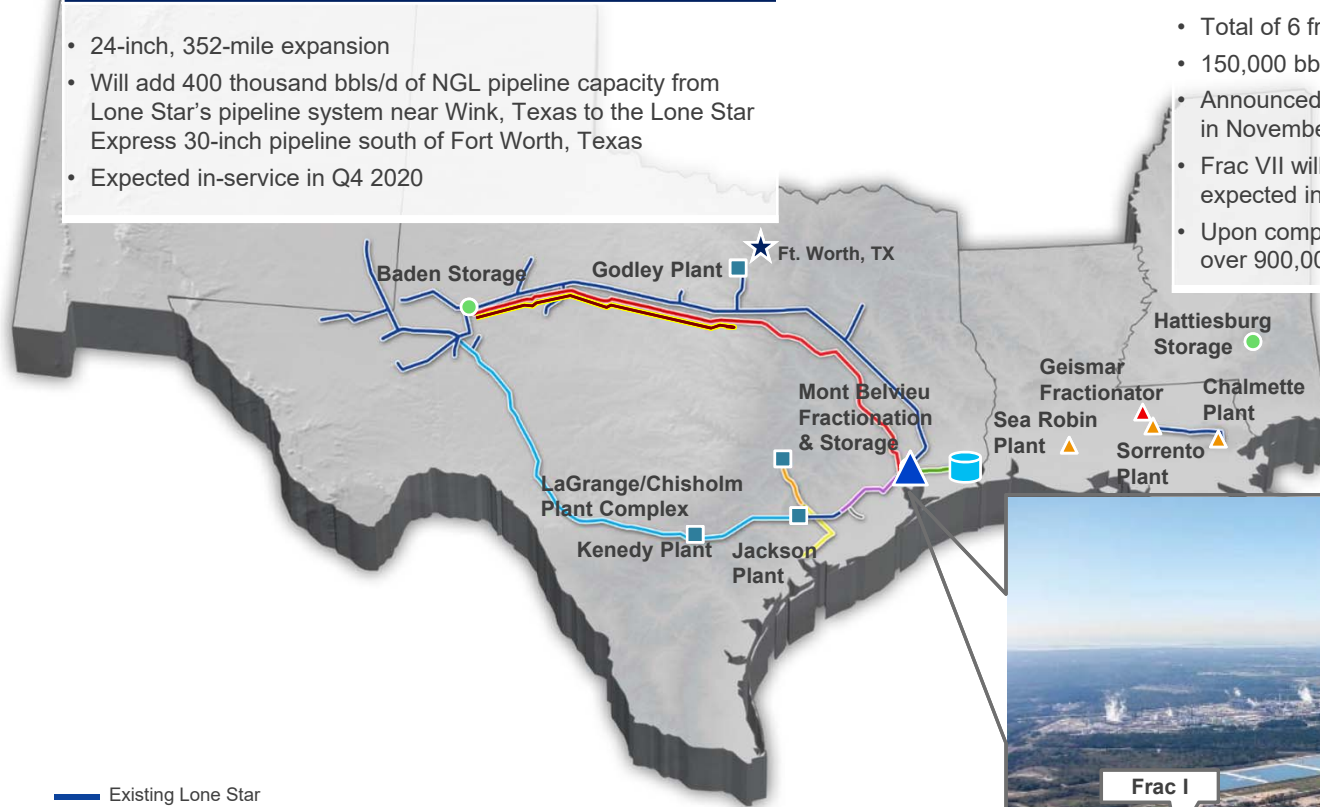 • 24-inch, 352-mile expansion
• Will add 400 thousand bbls/d of NGL pipeline capacity from
Lone Star's pipeline system near Wink, Texas to the Lone Star
Express 30-inch pipeline south of Fort Worth, Texas
• Expected in-service in Q4 2020
• Total of 6
• 150,000
• Announced
in
• Frac VII
expected
• Upon
over
Ft. Worth, TX
Godley Plant
Baden Storage
Hattiesburg
Storage
Geismar
Fractionator
Chalmette
Plant
Mont Belvieu
Fractionation
& Storage
Sea Robin
Plant
Sorrento
Plant
LaGrange/Chisholm
Plant Complex
Kenedy Plant
Jackson
Plant
Frac I
Existing Lone Star